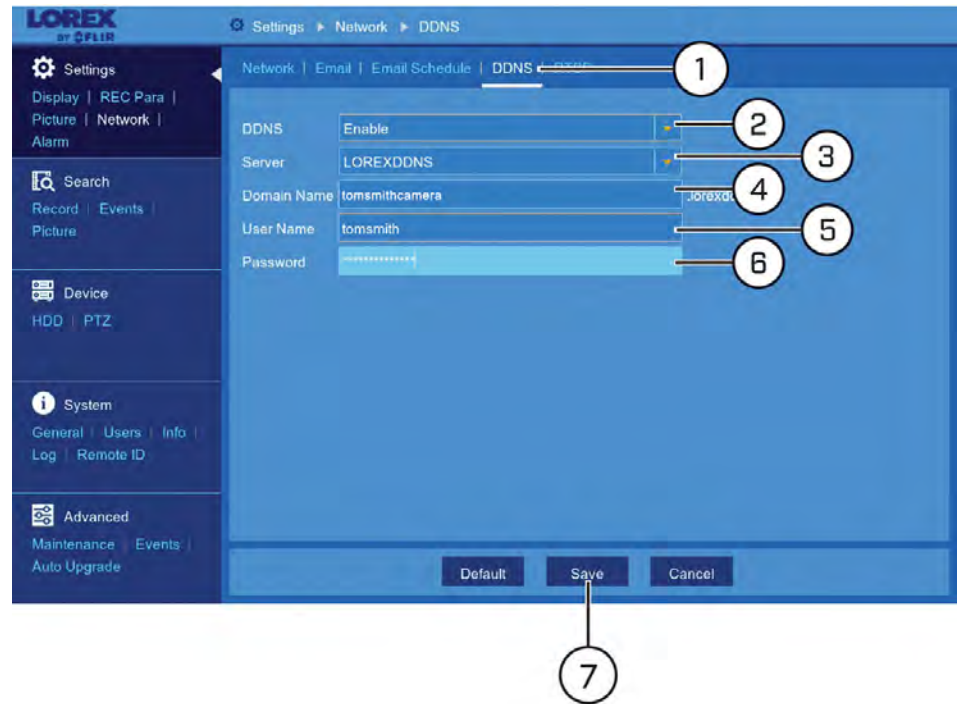 LOREX
BY FLIR
Settings ▶ Network ▶ DDNS
Settings
Display | REC Para |
Picture | Network |
Alarm
Search
Record | Events |
Picture
Device
HDD | PTZ
System
General | Users | Info |
Log | Remote ID
Advanced
Maintenance | Events |
Auto Upgrade
Network | Email | Email Schedule | DDNS |
1
DDNS Enable
2
Server LOREXDDNS
3
Domain Name tomsmithcamera
4
User Name tomsmith
5
Password **************
6
Default Save Cancel
7